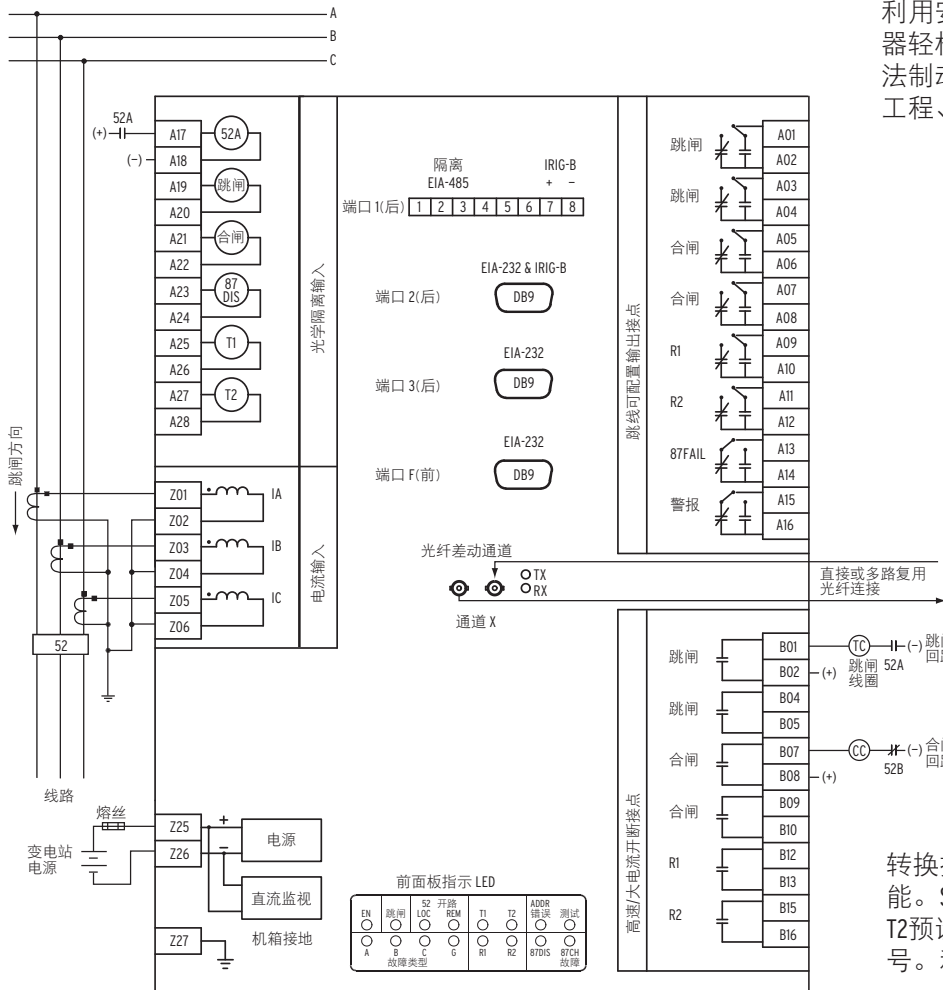 A
B
C
利用安
器轻松
工程、
52A
(+)
(-)
A17
A18
A19
A20
A21
A22
A23
A24
A25
A26
A27
A28
52A
跳闸
合闸
87
DIS
T1
T2
光学隔离输入
隔离
EIA-485
IRIG-B
+ -
端口 1(后)
1 2 3 4 5 6 7 8
EIA-232 & IRIG-B
端口 2(后)
DB9
EIA-232
端口 3(后)
DB9
EIA-232
端口 F(前)
DB9
跳线可配置输出接点
跳闸
跳闸
合闸
合闸
R1
R2
87FAIL
警报
A01
A02
A03
A04
A05
A06
A07
A08
A09
A10
A11
A12
A13
A14
A15
A16
跳闸方向
Z01
Z02
Z03
Z04
Z05
Z06
IA
IB
IC
电流输入
52
线路
光纤差动通道
TX
RX
通道 X
直接或多路复用
光纤连接
高速/大电流开断接点
跳闸
跳闸
合闸
合闸
R1
R2
B01
B02
B04
B05
B07
B08
B09
B10
B12
B13
B15
B16
TC
跳闸
线圈
52A
(-)
(+)
CC
52B
(-)
(+)
熔丝
变电站
电源
Z25
Z26
Z27
+
-
电源
直流监视
机箱接地
前面板指示 LED
52 开路
ADDR
EN 跳闸 LOC REM T1 T2 错误 测试
A B C G R1 R2 87DIS 87CH
故障类型
故障
转换
能。S
T2预
号。